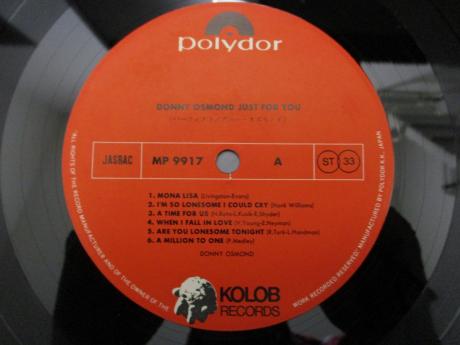 polydor
DONNY OSMOND JUST FOR YOU
JASRAC MP 9917 A ST 33
1. MONA LISA (Livingston-Evans)
2. I'M SO LONESOME I COULD CRY (Hank Williams)
3. A TIME FOR US (N.Rota-L.Kusik-E.Snyder)
4. WHEN I FALL IN LOVE (V.Young-E.Heyman)
5. ARE YOU LONESOME TONIGHT (R.Turk-L.Handman)
6. A MILLION TO ONE (P.Medley)
DONNY OSMOND
KOLOB
RECORDS
ALL RIGHTS OF THE RECORD MANUFACTURER AND OF THE OWNER OF THE
WORK RECORDED RESERVED.
MANUFACTURED BY POLYDOR K.K., JAPAN